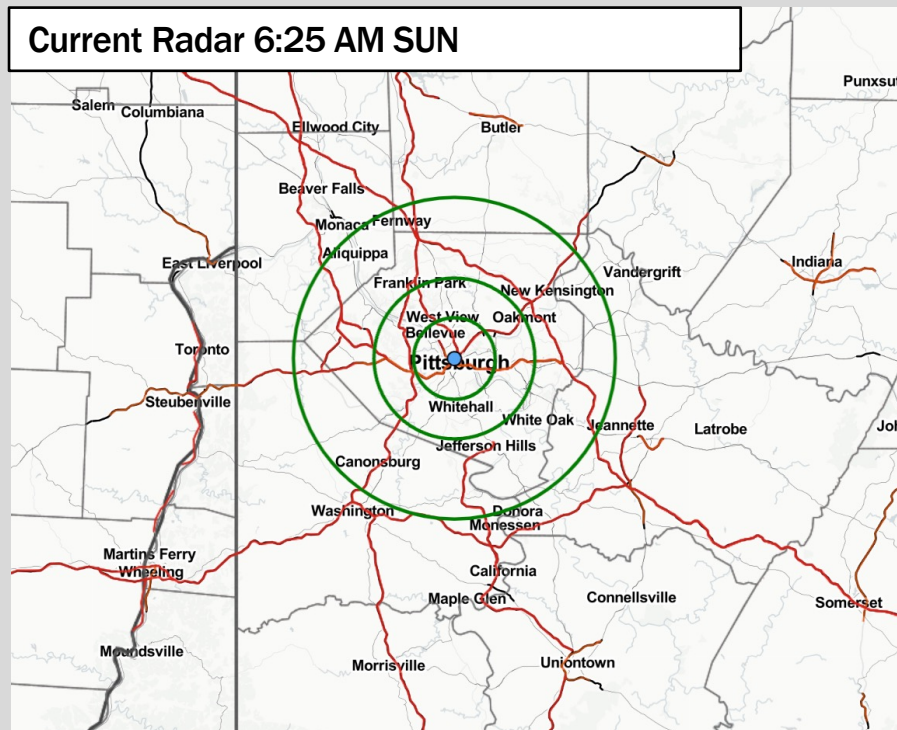 Current Radar 6:25 AM SUN
Punxsut
Salem
Columbiana
Ellwood City
Butler
Beaver Falls
Monaca
Fernway
Aliquippa
East Liverpool
Vandergrift
Indiana
Franklin Park
New Kensington
West View
Oakmont
Bellevue
Toronto
Pittsburgh
Steubenville
Whitehall
White Oak
Jeannette
Latrobe
Joh
Jefferson Hills
Canonsburg
Washington
Donora
Monessen
Martins Ferry
Wheeling
California
Maple Glen
Connellsville
Somerset
Moundsville
Morrisville
Uniontown